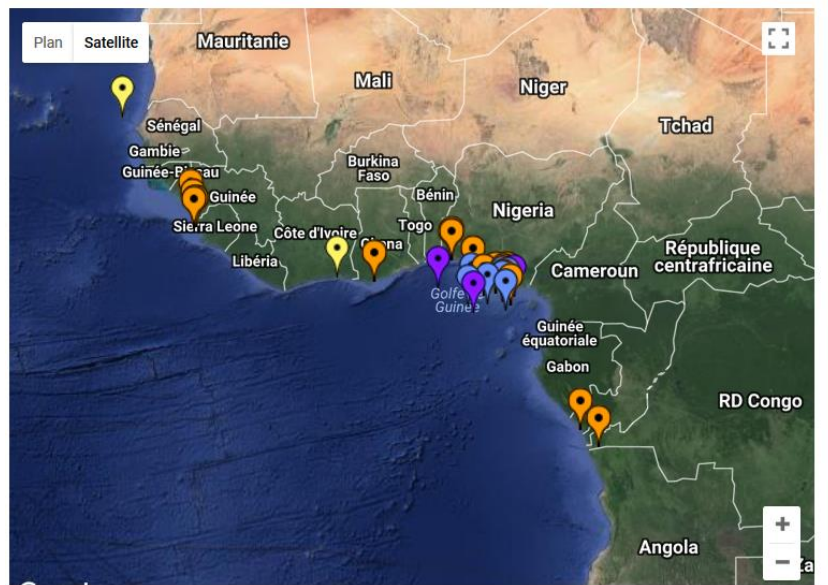 Plan Satellite
Mauritanie
Mali
Niger
Tchad
Sénégal
Gambie
Guinée-Bissau
Guinée
Burkina
Faso
Bénin
Nigeria
Sierra Leone
Côte d'Ivoire
Togo
Ghana
Libéria
République
centrafricaine
Cameroun
Golfe de
Guinée
Guinée
équatoriale
Gabon
RD Congo
Angola